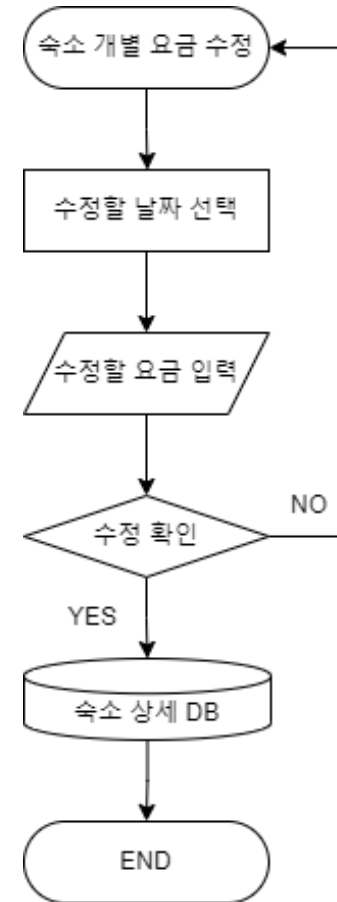 숙소 개별 요금 수정
수정할 날짜 선택
수정할 요금 입력
수정 확인
NO
YES
숙소 상세 DB
END